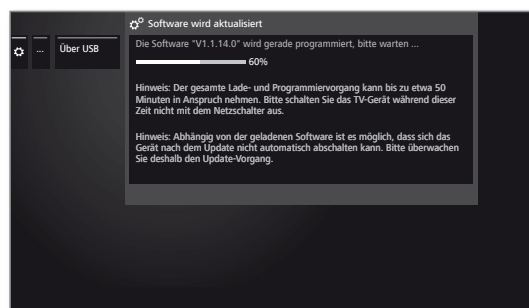 Software wird aktualisiert
... Über USB
Die Software "V1.1.14.0" wird gerade programmiert, bitte warten ...
60%
Hinweis: Der gesamte Lade- und Programmiervorgang kann bis zu etwa 50
Minuten in Anspruch nehmen. Bitte schalten Sie das TV-Gerät während dieser
Zeit nicht mit dem Netzschalter aus.
Hinweis: Abhängig von der geladenen Software ist es möglich, dass sich das
Gerät nach dem Update nicht automatisch abschalten kann. Bitte überwachen
Sie deshalb den Update-Vorgang.